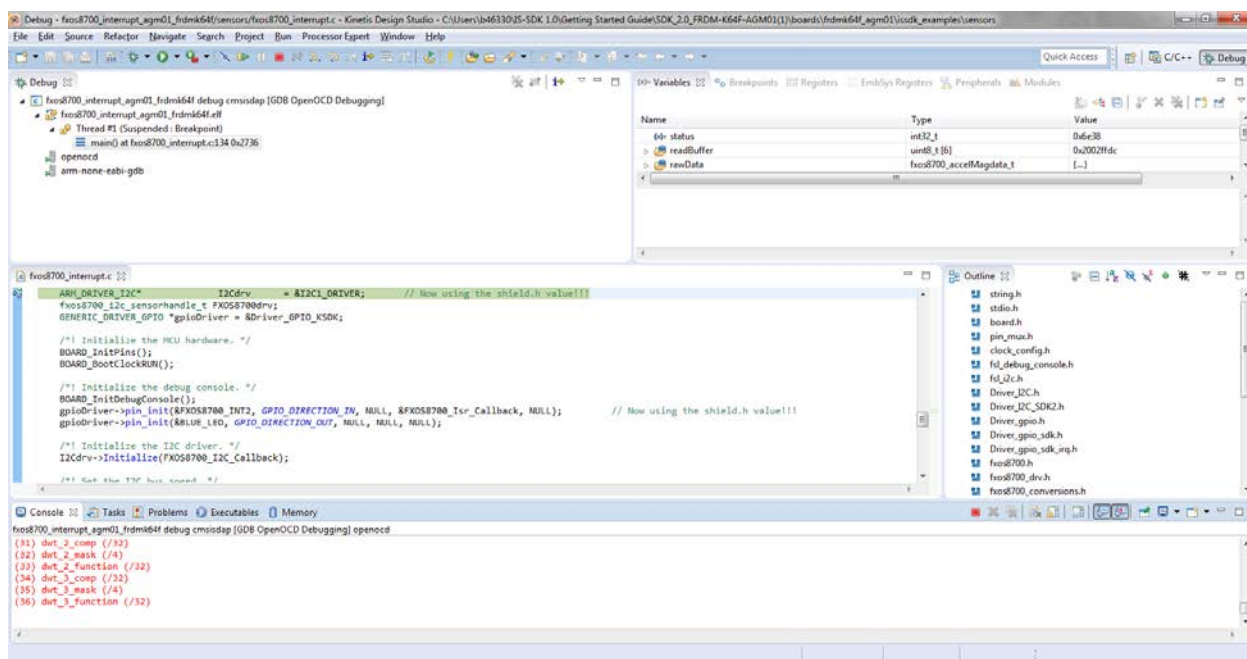 Debug - fxos8700_interrupt_agm01_frdmk64f/sensors/fxos8700_interrupt.c - Kinetis Design Studio - C:\Users\b46330\IS-SDK 1.0\Getting Started Guide\SDK_2.0_FRDM-K64F-AGM01(1)\boards\frdmk64f_agm01\issdk_examples\sensors
File Edit Source Refactor Navigate Search Project Run ProcessorExpert Window Help
Quick Access C/C++ Debug
Debug
fxos8700_interrupt_agm01_frdmk64f debug cmsisdap [GDB OpenOCD Debugging]
fxos8700_interrupt_agm01_frdmk64f.elf
Thread #1 (Suspended : Breakpoint)
main() at fxos8700_interrupt.c:134 0x2736
openocd
arm-none-eabi-gdb
(x)= Variables Breakpoints Registers EmbSys Registers Peripherals Modules
Name Type Value
(x)= status int32_t 0x6e38
readBuffer uint8_t [6] 0x2002ffdc
rawData fxos8700_accelMagdata_t {...}
fxos8700_interrupt.c
ARM_DRIVER_I2C* I2Cdrv = &I2C1_DRIVER; // Now using the shield.h value!!!
fxos8700_i2c_sensorhandle_t FXOS8700drv;
GENERIC_DRIVER_GPIO *gpioDriver = &Driver_GPIO_KSDK;
/*! Initialize the MCU hardware. */
BOARD_InitPins();
BOARD_BootClockRUN();
/*! Initialize the debug console. */
BOARD_InitDebugConsole();
gpioDriver->pin_init(&FXOS8700_INT2, GPIO_DIRECTION_IN, NULL, &FXOS8700_Isr_Callback, NULL); // Now using the shield.h value!!!
gpioDriver->pin_init(&BLUE_LED, GPIO_DIRECTION_OUT, NULL, NULL, NULL);
/*! Initialize the I2C driver. */
I2Cdrv->Initialize(FXOS8700_I2C_Callback);
/*! Set the I2C bus speed. */
Outline
string.h
stdio.h
board.h
pin_mux.h
clock_config.h
fsl_debug_console.h
fsl_i2c.h
Driver_I2C.h
Driver_I2C_SDK2.h
Driver_gpio.h
Driver_gpio_sdk.h
Driver_gpio_sdk_irq.h
fxos8700.h
fxos8700_drv.h
fxos8700_conversions.h
Console Tasks Problems Executables Memory
fxos8700_interrupt_agm01_frdmk64f debug cmsisdap [GDB OpenOCD Debugging] openocd
(31) dwt_2_comp (/32)
(32) dwt_2_mask (/4)
(33) dwt_2_function (/32)
(34) dwt_3_comp (/32)
(35) dwt_3_mask (/4)
(36) dwt_3_function (/32)